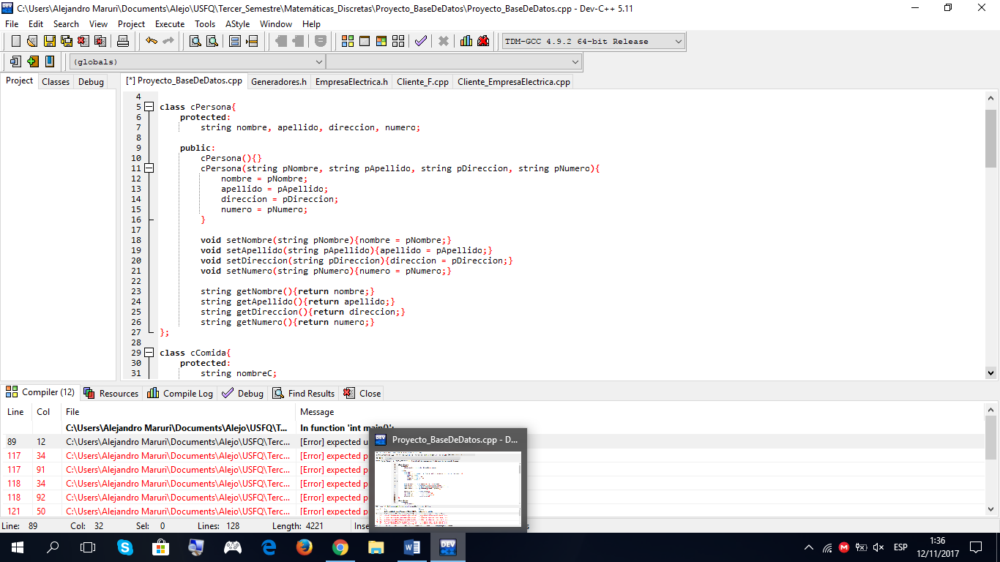 C:\Users\Alejandro Maruri\Documents\Alejo\USFQ\Tercer_Semestre\Matemáticas_Discretas\Proyecto_BaseDeDatos\Proyecto_BaseDeDatos.cpp - Dev-C++ 5.11
File Edit Search View Project Execute Tools AStyle Window Help
TDM-GCC 4.9.2 64-bit Release
(globals)
Project Classes Debug [*] Proyecto_BaseDeDatos.cpp Generadores.h EmpresaElectrica.h Cliente_F.cpp Cliente_EmpresaElectrica.cpp
4
5 class cPersona{
6 protected:
7 string nombre, apellido, direccion, numero;
8
9 public:
10 cPersona(){}
11 cPersona(string pNombre, string pApellido, string pDireccion, string pNumero){
12 nombre = pNombre;
13 apellido = pApellido;
14 direccion = pDireccion;
15 numero = pNumero;
16 }
17
18 void setNombre(string pNombre){nombre = pNombre;}
19 void setApellido(string pApellido){apellido = pApellido;}
20 void setDireccion(string pDireccion){direccion = pDireccion;}
21 void setNumero(string pNumero){numero = pNumero;}
22
23 string getNombre(){return nombre;}
24 string getApellido(){return apellido;}
25 string getDireccion(){return direccion;}
26 string getNumero(){return numero;}
27 };
28
29 class cComida{
30 protected:
31 string nombreC;
Compiler (12) Resources Compile Log Debug Find Results Close
Line Col File Message
C:\Users\Alejandro Maruri\Documents\Alejo\USFQ\T... In function 'int main()':
89 12 C:\Users\Alejandro Maruri\Documents\Alejo\USFQ\Terc... [Error] expected u
117 34 C:\Users\Alejandro Maruri\Documents\Alejo\USFQ\Terc... [Error] expected p
117 91 C:\Users\Alejandro Maruri\Documents\Alejo\USFQ\Terc... [Error] expected p
118 34 C:\Users\Alejandro Maruri\Documents\Alejo\USFQ\Terc... [Error] expected p
118 92 C:\Users\Alejandro Maruri\Documents\Alejo\USFQ\Terc... [Error] expected p
121 50 C:\Users\Alejandro Maruri\Documents\Alejo\USFQ\Terc... [Error] expected p
Proyecto_BaseDeDatos.cpp - D...
Line: 89 Col: 32 Sel: 0 Lines: 128 Length: 4221 Inse s
DEV
ESP
1:36
12/11/2017